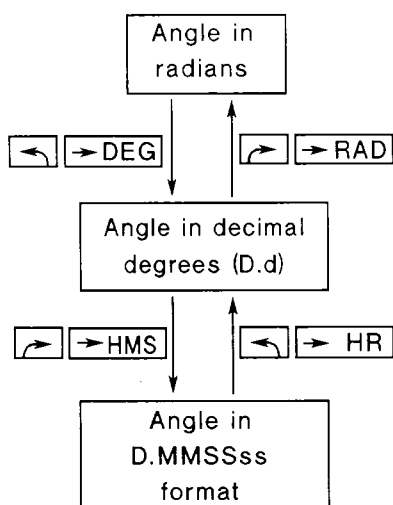 Angle in
radians
→DEG
→RAD
Angle in decimal
degrees (D.d)
→HMS
→HR
Angle in
D.MMSSss
format